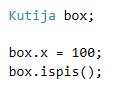 Kutija box;
box.x = 100;
box.ispis();